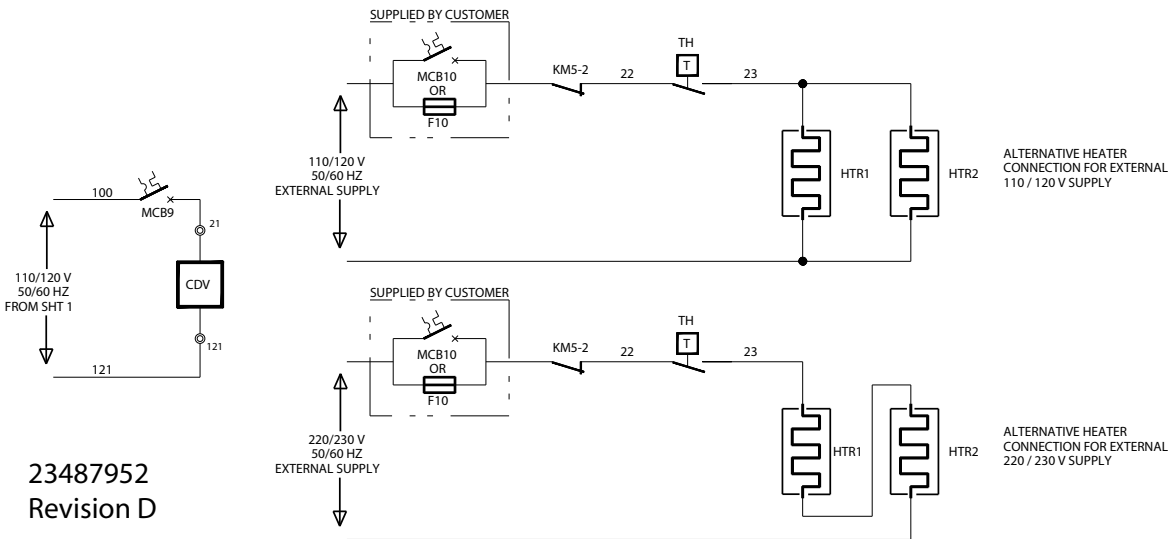 SUPPLIED BY CUSTOMER
MCB10
OR
F10
KM5-2
22
TH
T
23
110/120 V
50/60 HZ
EXTERNAL SUPPLY
HTR1
HTR2
ALTERNATIVE HEATER
CONNECTION FOR EXTERNAL
110 / 120 V SUPPLY
100
MCB9
21
CDV
110/120 V
50/60 HZ
FROM SHT 1
121
121
SUPPLIED BY CUSTOMER
MCB10
OR
F10
KM5-2
22
TH
T
23
220/230 V
50/60 HZ
EXTERNAL SUPPLY
HTR1
HTR2
ALTERNATIVE HEATER
CONNECTION FOR EXTERNAL
220 / 230 V SUPPLY
23487952
Revision D